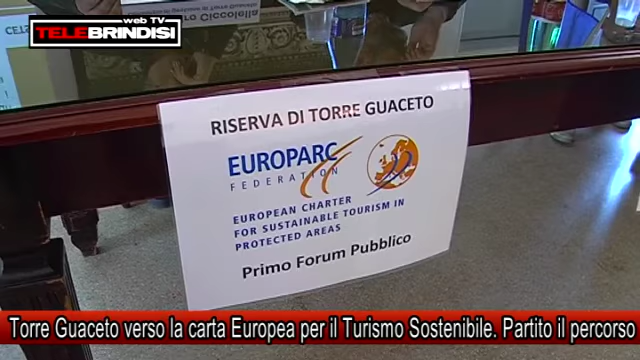 web TV
TELEBRINDISI
Ciccolella
RISERVA DI TORRE GUACETO
EUROPARC
FEDERATION
EUROPEAN CHARTER
FOR SUSTAINABLE TOURISM IN
PROTECTED AREAS
Primo Forum Pubblico
Torre Guaceto verso la carta Europea per il Turismo Sostenibile. Partito il percorso